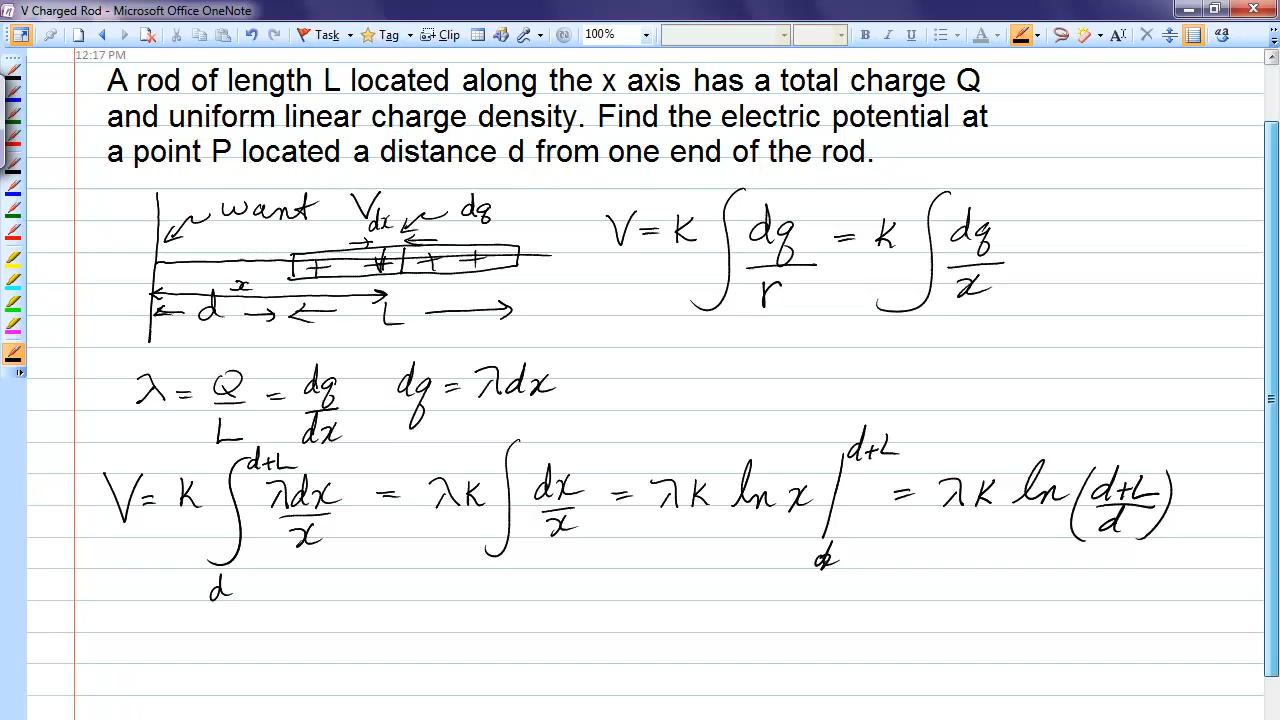 V Charged Rod - Microsoft Office OneNote
Task Tag Clip 100% B I U A A
12:17 PM
A rod of length L located along the x axis has a total charge Q
and uniform linear charge density. Find the electric potential at
a point P located a distance d from one end of the rod.
want V dx dq
x
d L
V = k ∫ dq/r = k ∫ dq/x
λ = Q/L = dq/dx dq = λdx
V = k ∫_d^{d+L} λdx/x = λk ∫ dx/x = λk ln x |_d^{d+L} = λk ln(d+L/d)